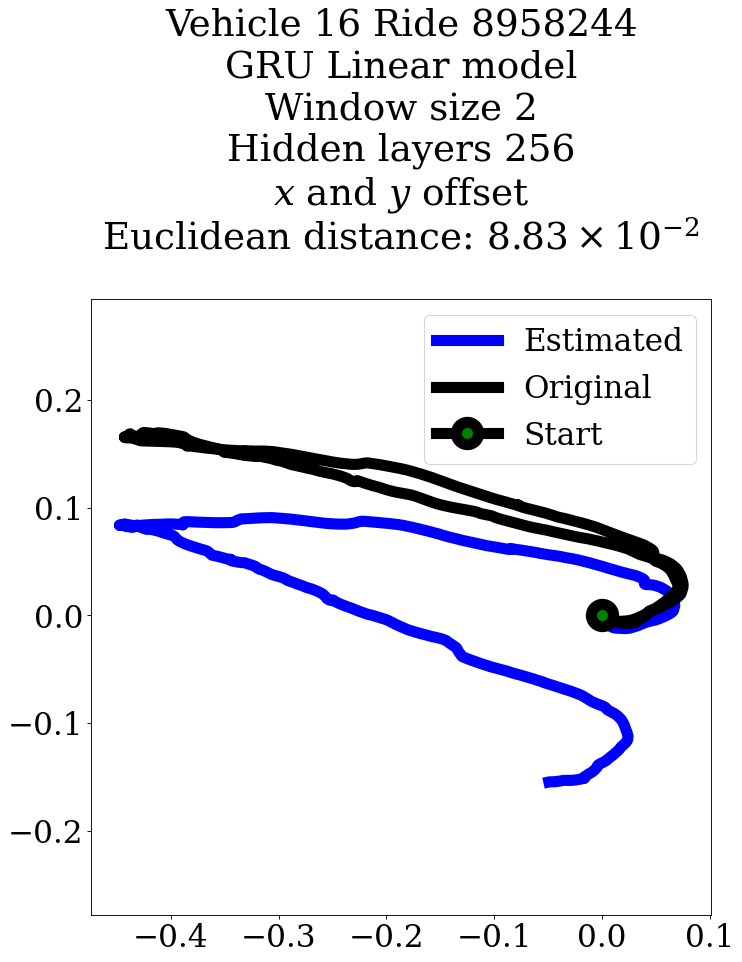 Vehicle 16 Ride 8958244
GRU Linear model
Window size 2
Hidden layers 256
x and y offset
Euclidean distance: 8.83 × 10⁻²
Estimated
Original
Start
0.2
0.1
0.0
−0.1
−0.2
−0.4 −0.3 −0.2 −0.1 0.0 0.1